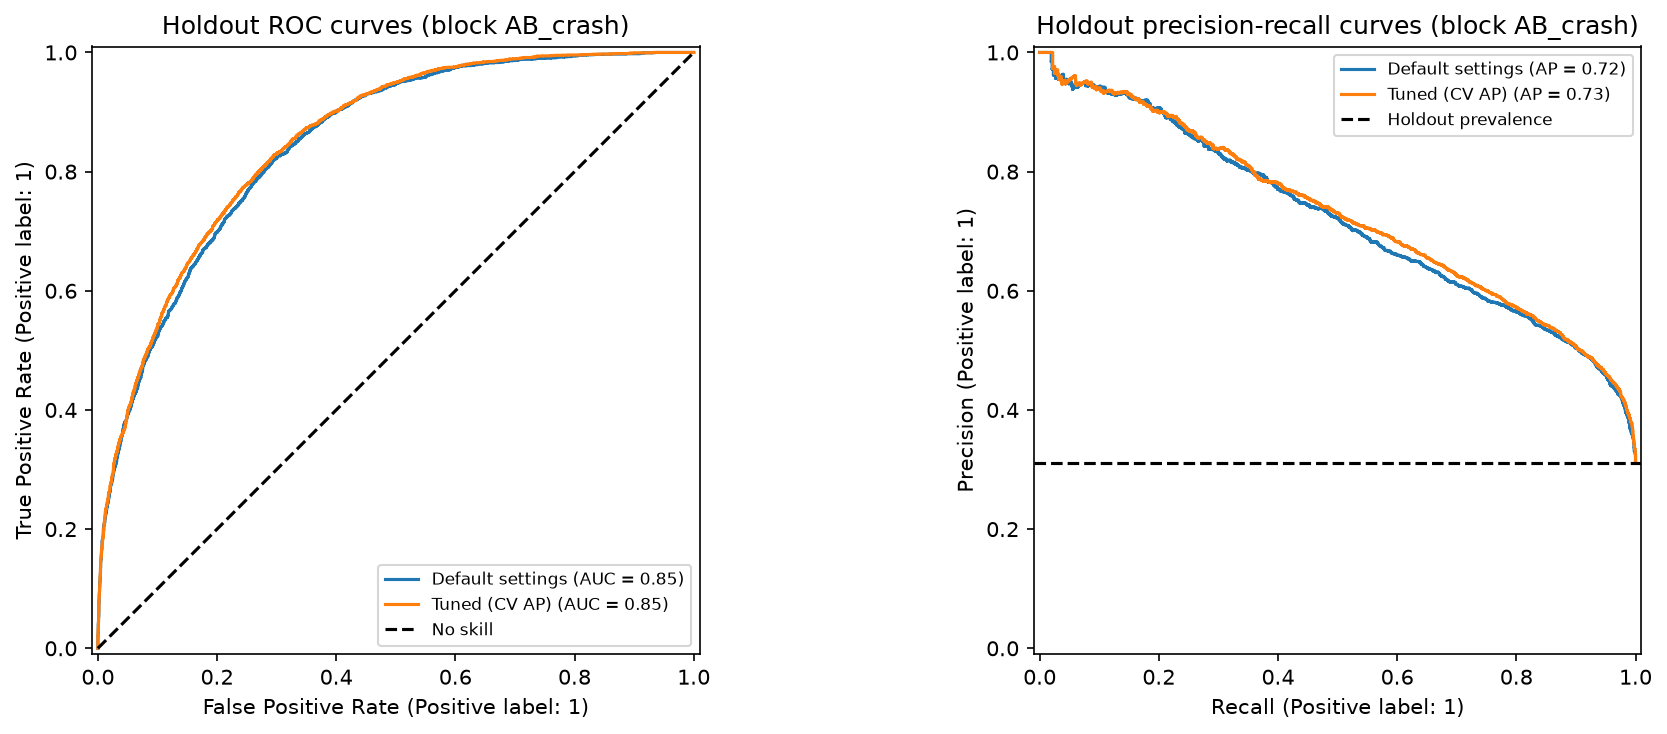 Holdout ROC curves (block AB_crash)
True Positive Rate (Positive label: 1)
1.0
0.8
0.6
0.4
0.2
0.0
Default settings (AUC = 0.85)
Tuned (CV AP) (AUC = 0.85)
No skill
0.0 0.2 0.4 0.6 0.8 1.0
False Positive Rate (Positive label: 1)
Holdout precision-recall curves (block AB_crash)
Precision (Positive label: 1)
1.0
0.8
0.6
0.4
0.2
0.0
Default settings (AP = 0.72)
Tuned (CV AP) (AP = 0.73)
Holdout prevalence
0.0 0.2 0.4 0.6 0.8 1.0
Recall (Positive label: 1)